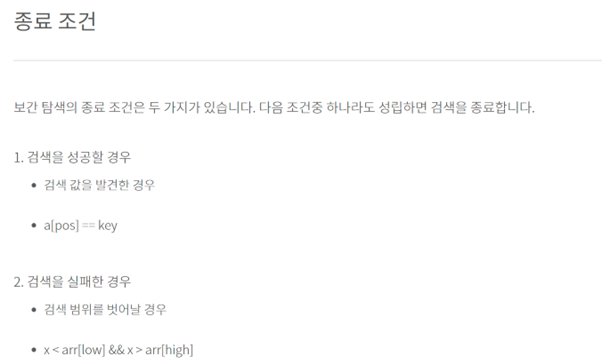 종료 조건
보간 탐색의 종료 조건은 두 가지가 있습니다. 다음 조건중 하나라도 성립하면 검색을 종료합니다.
1. 검색을 성공할 경우
• 검색 값을 발견한 경우
• a[pos] == key
2. 검색을 실패한 경우
• 검색 범위를 벗어날 경우
• x < arr[low] && x > arr[high]